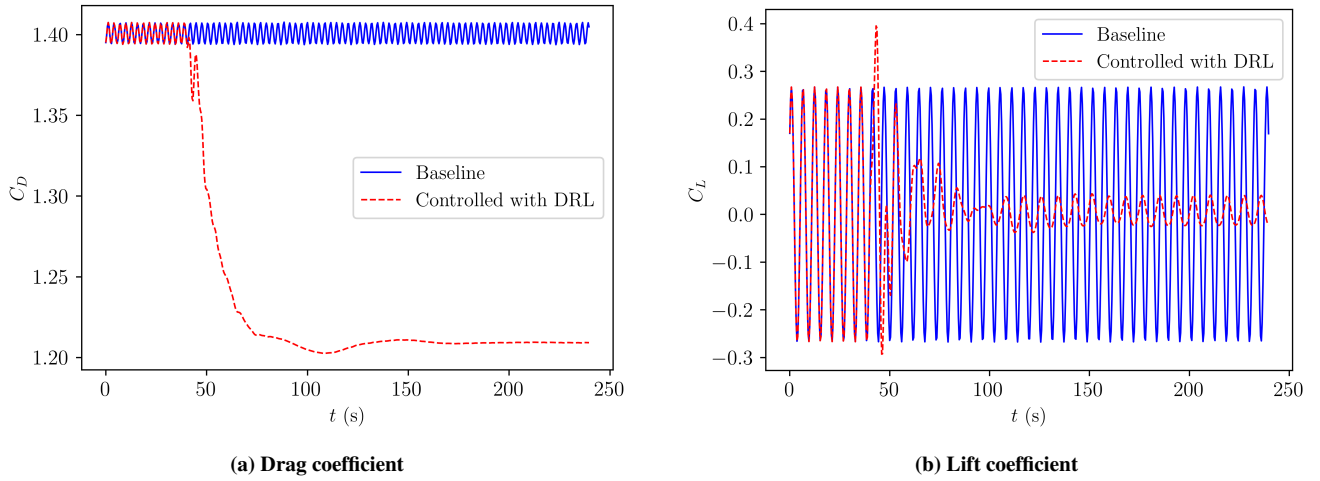 1.40
1.35
1.30
1.25
1.20
C_D
Baseline
Controlled with DRL
0 50 100 150 200 250
t (s)
(a) Drag coefficient
0.4
0.3
0.2
0.1
0.0
−0.1
−0.2
−0.3
C_L
Baseline
Controlled with DRL
0 50 100 150 200 250
t (s)
(b) Lift coefficient